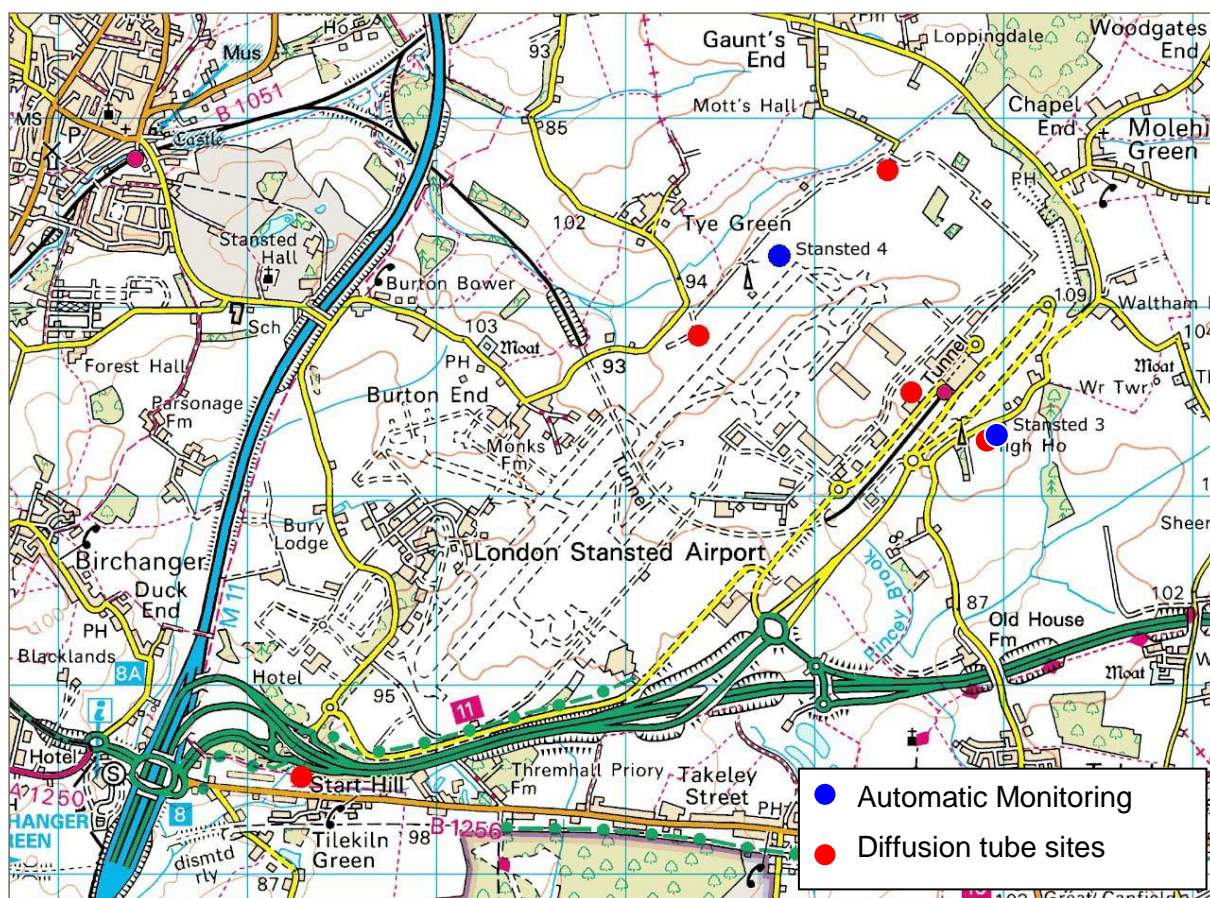 Ho
Mus
93
Fm
Gaunt's
End
Loppingdale
Woodgates
End
B 1051
MS
P
Castle
85
Mott's Hall
Chapel
End
Molehi
Green
PH
102
Tye Green
Stansted
Hall
94
Stansted 4
Burton Bower
109
Waltham
Sch
103
Moat
104
Forest Hall
PH
93
Tunnel
Moat
Parsonage
Fm
Burton End
Wr Twr
Monks
Fm
Stansted 3
igh Ho
Tunnel
Bury
Lodge
Sheer
London Stansted Airport
Birchanger
Duck
End
M 11
Pincey Brook
87
102
Old House
Fm
PH
Blacklands
8A
Hotel
95
Moat
W
i
11
Hotel
S
Start Hill
Thremhall Priory
Fm
Takeley
Street
PH
A 1250
8
HANGER
REEN
Tilekiln
Green
98
B 1256
dismtd
rly
87
Automatic Monitoring
Diffusion tube sites
Great Canfield